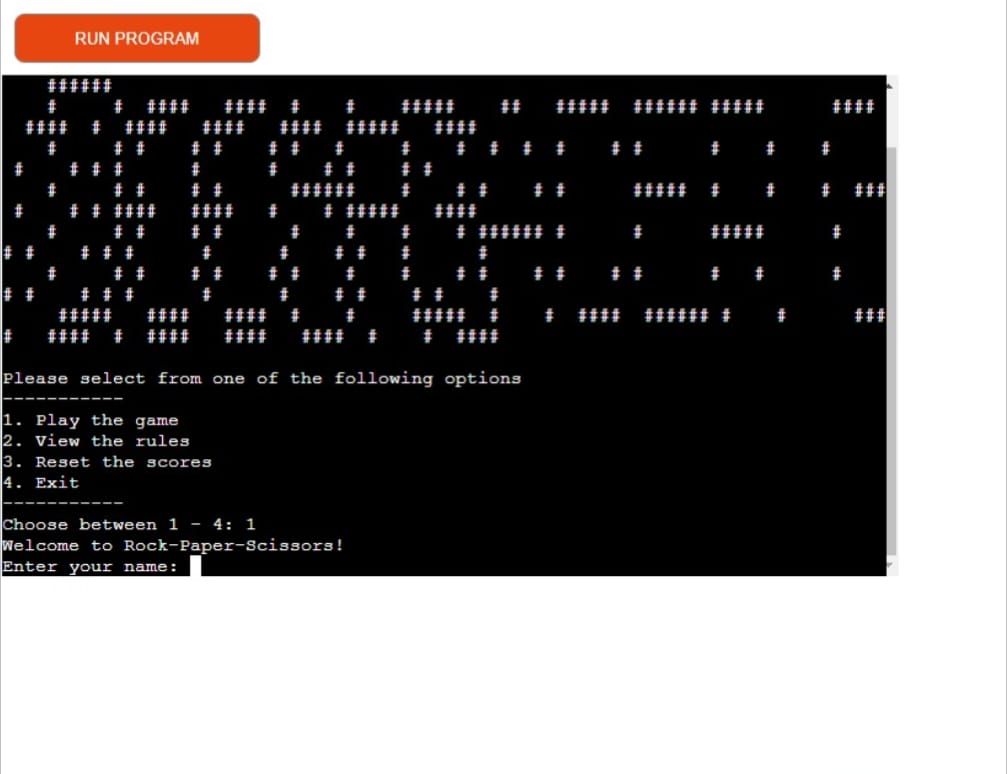 RUN PROGRAM
Please select from one of the following options
-----------
1. Play the game
2. View the rules
3. Reset the scores
4. Exit
-----------
Choose between 1 - 4: 1
Welcome to Rock-Paper-Scissors!
Enter your name: